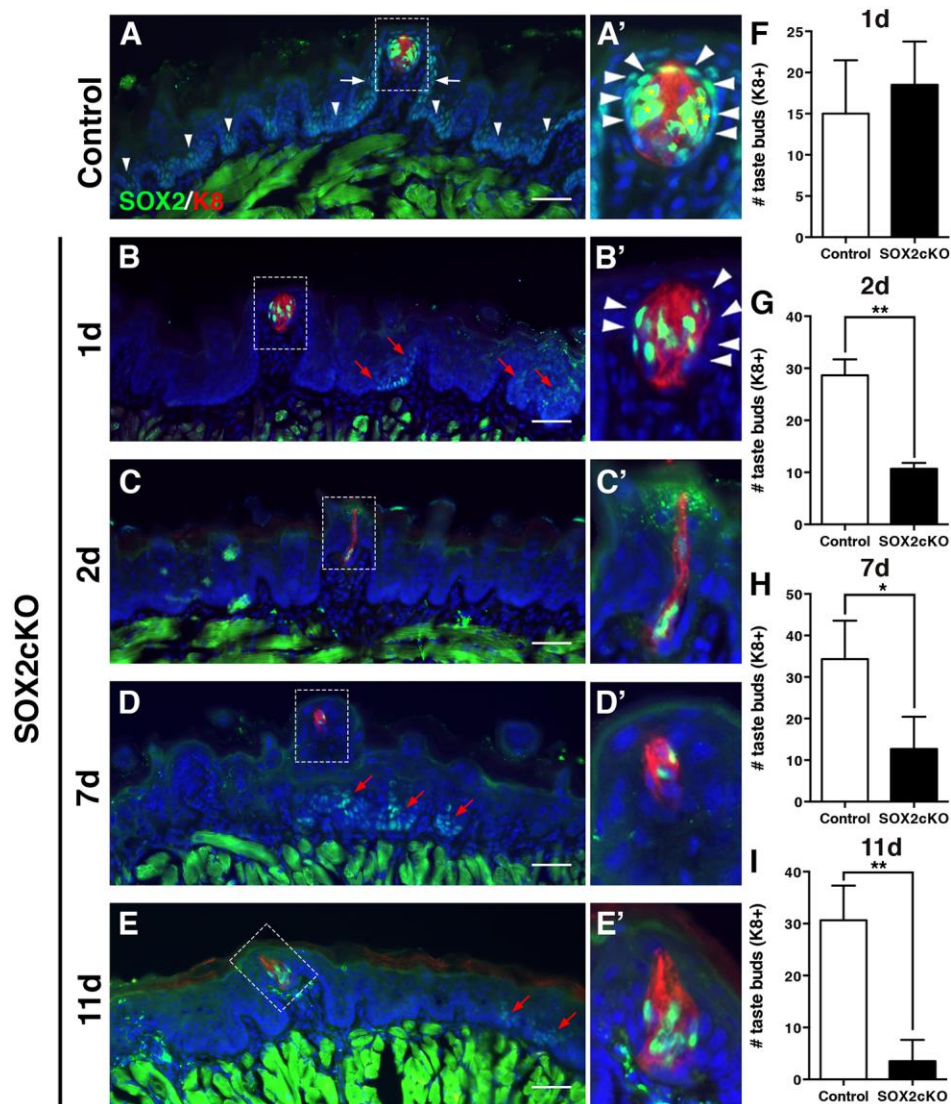 A
A'
Control
SOX2/K8
SOX2cKO
B
B'
1d
C
C'
2d
D
D'
7d
E
E'
11d
F
1d
# taste buds (K8+)
25
20
15
10
5
0
Control
SOX2cKO
G
2d
# taste buds (K8+)
40
30
20
10
0
**
Control
SOX2cKO
H
7d
# taste buds (K8+)
50
40
30
20
10
0
*
Control
SOX2cKO
I
11d
# taste buds (K8+)
40
30
20
10
0
**
Control
SOX2cKO